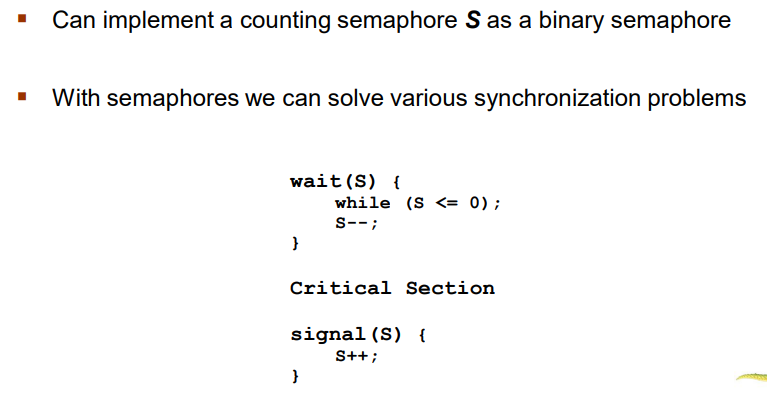 ▪ Can implement a counting semaphore S as a binary semaphore
▪ With semaphores we can solve various synchronization problems
wait(S) {
    while (S <= 0);
    S--;
}
Critical Section
signal(S) {
    S++;
}